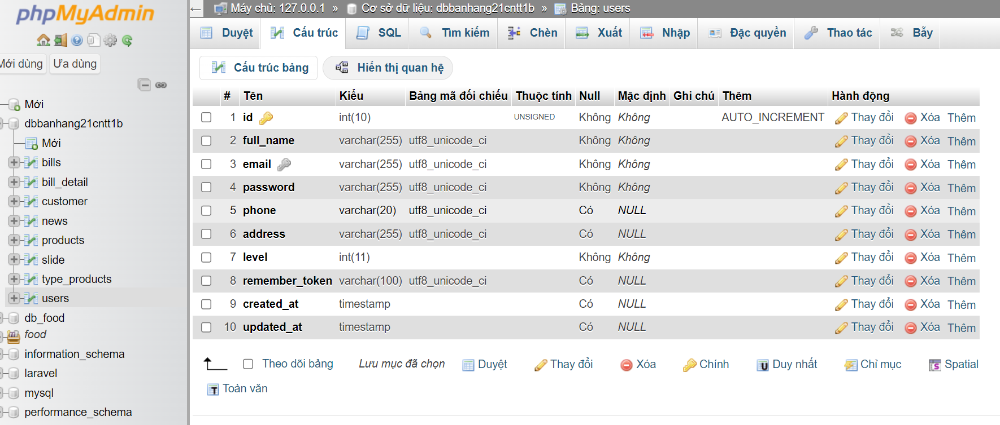 phpMyAdmin
Mới dùng Ưa dùng
Mới
dbbanhang21cntt1b
Mới
bills
bill_detail
customer
news
products
slide
type_products
users
db_food
food
information_schema
laravel
mysql
performance_schema
Máy chủ: 127.0.0.1 » Cơ sở dữ liệu: dbbanhang21cntt1b » Bảng: users
Duyệt Cấu trúc SQL Tìm kiếm Chèn Xuất Nhập Đặc quyền Thao tác Bẫy
Cấu trúc bảng Hiển thị quan hệ
# Tên Kiểu Bảng mã đối chiếu Thuộc tính Null Mặc định Ghi chú Thêm Hành động
1 id int(10) UNSIGNED Không Không AUTO_INCREMENT Thay đổi Xóa Thêm
2 full_name varchar(255) utf8_unicode_ci Không Không Thay đổi Xóa Thêm
3 email varchar(255) utf8_unicode_ci Không Không Thay đổi Xóa Thêm
4 password varchar(255) utf8_unicode_ci Không Không Thay đổi Xóa Thêm
5 phone varchar(20) utf8_unicode_ci Có NULL Thay đổi Xóa Thêm
6 address varchar(255) utf8_unicode_ci Có NULL Thay đổi Xóa Thêm
7 level int(11) Không Không Thay đổi Xóa Thêm
8 remember_token varchar(100) utf8_unicode_ci Có NULL Thay đổi Xóa Thêm
9 created_at timestamp Có NULL Thay đổi Xóa Thêm
10 updated_at timestamp Có NULL Thay đổi Xóa Thêm
Theo dõi bảng Lưu mục đã chọn Duyệt Thay đổi Xóa Chính Duy nhất Chỉ mục Spatial
Toàn văn